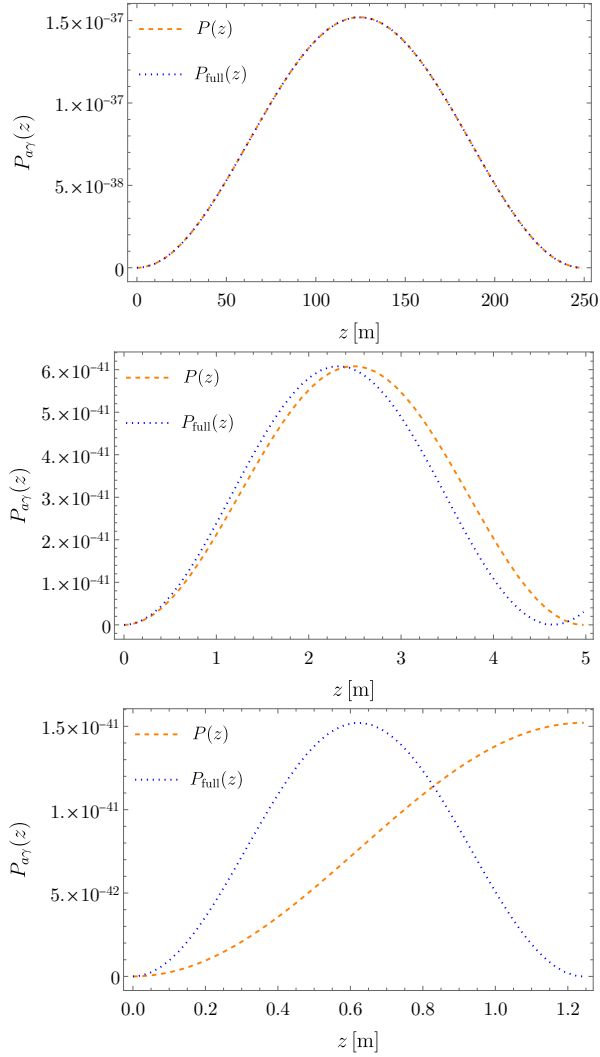 1.5×10⁻³⁷
P(z)
P_full(z)
1.×10⁻³⁷
5.×10⁻³⁸
0
P_aγ(z)
0 50 100 150 200 250
z [m]
6.×10⁻⁴¹
P(z)
5.×10⁻⁴¹
P_full(z)
4.×10⁻⁴¹
3.×10⁻⁴¹
2.×10⁻⁴¹
1.×10⁻⁴¹
0
P_aγ(z)
0 1 2 3 4 5
z [m]
1.5×10⁻⁴¹
P(z)
P_full(z)
1.×10⁻⁴¹
5.×10⁻⁴²
0
P_aγ(z)
0.0 0.2 0.4 0.6 0.8 1.0 1.2
z [m]